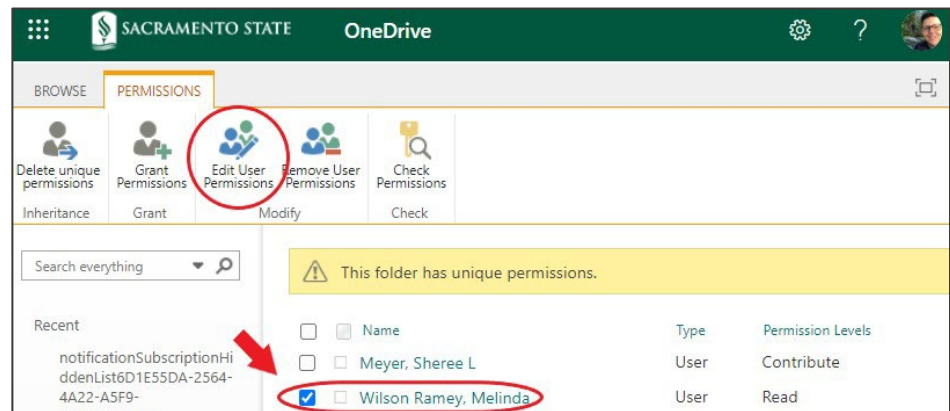 SACRAMENTO STATE OneDrive ?
BROWSE PERMISSIONS
Delete unique permissions
Grant Permissions
Edit User Permissions
Remove User Permissions
Check Permissions
Inheritance Grant Modify Check
Search everything
This folder has unique permissions.
Recent
notificationSubscriptionHi
ddenList6D1E55DA-2564-
4A22-A5F9-
Name Type Permission Levels
Meyer, Sheree L User Contribute
Wilson Ramey, Melinda User Read